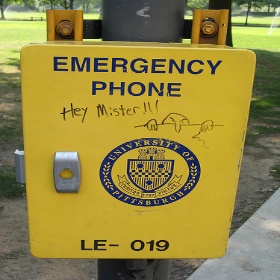 EMERGENCY
PHONE
Hey Mister!!!
UNIVERSITY OF
PITTSBURGH
LE- 019